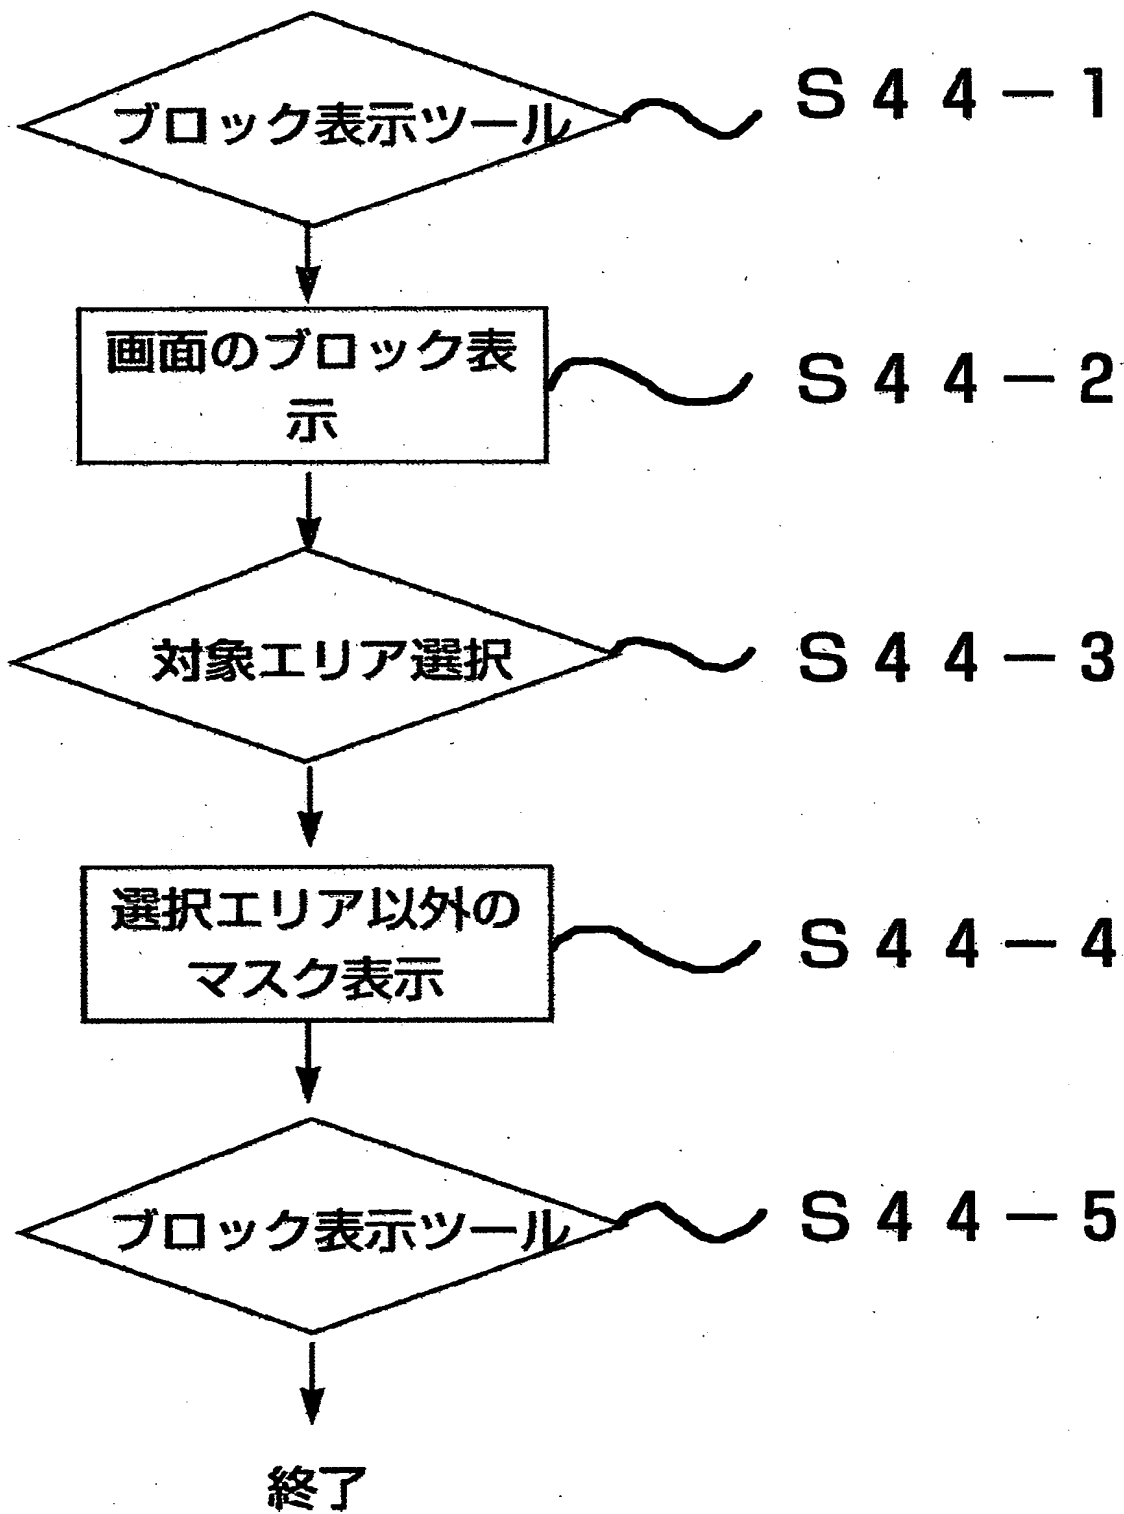 ブロック表示ツール
S44-1
画面のブロック表
示
S44-2
対象エリア選択
S44-3
選択エリア以外の
マスク表示
S44-4
ブロック表示ツール
S44-5
終了